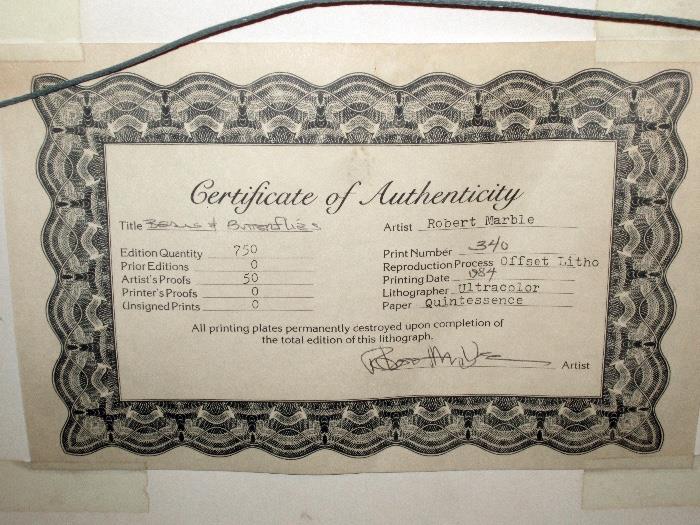 Certificate of Authenticity
Title & Butterflies
Artist Robert Marble
Edition Quantity 750
Prior Editions 0
Artist's Proofs 50
Printer's Proofs 0
Unsigned Prints 0
Print Number 340
Reproduction Process Offset Litho
Printing Date 1984
Lithographer Ultracolor
Paper Quintessence
All printing plates permanently destroyed upon completion of
the total edition of this lithograph.
Artist